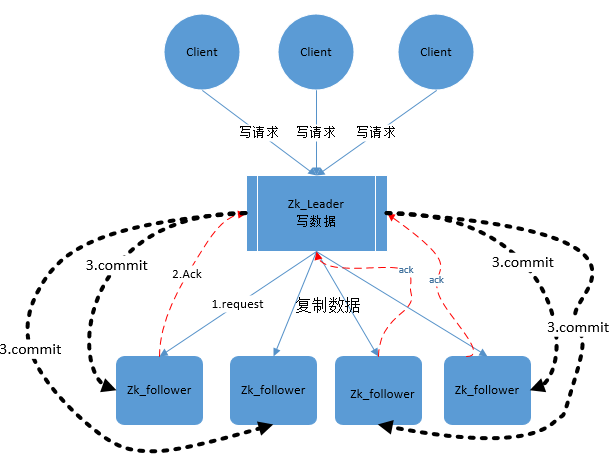 Client
Client
Client
写请求
写请求
写请求
Zk_Leader
写数据
3.commit
2.Ack
ack
ack
3.commit
1.request
复制数据
3.commit
3.commit
Zk_follower
Zk_follower
Zk_follower
Zk_follower